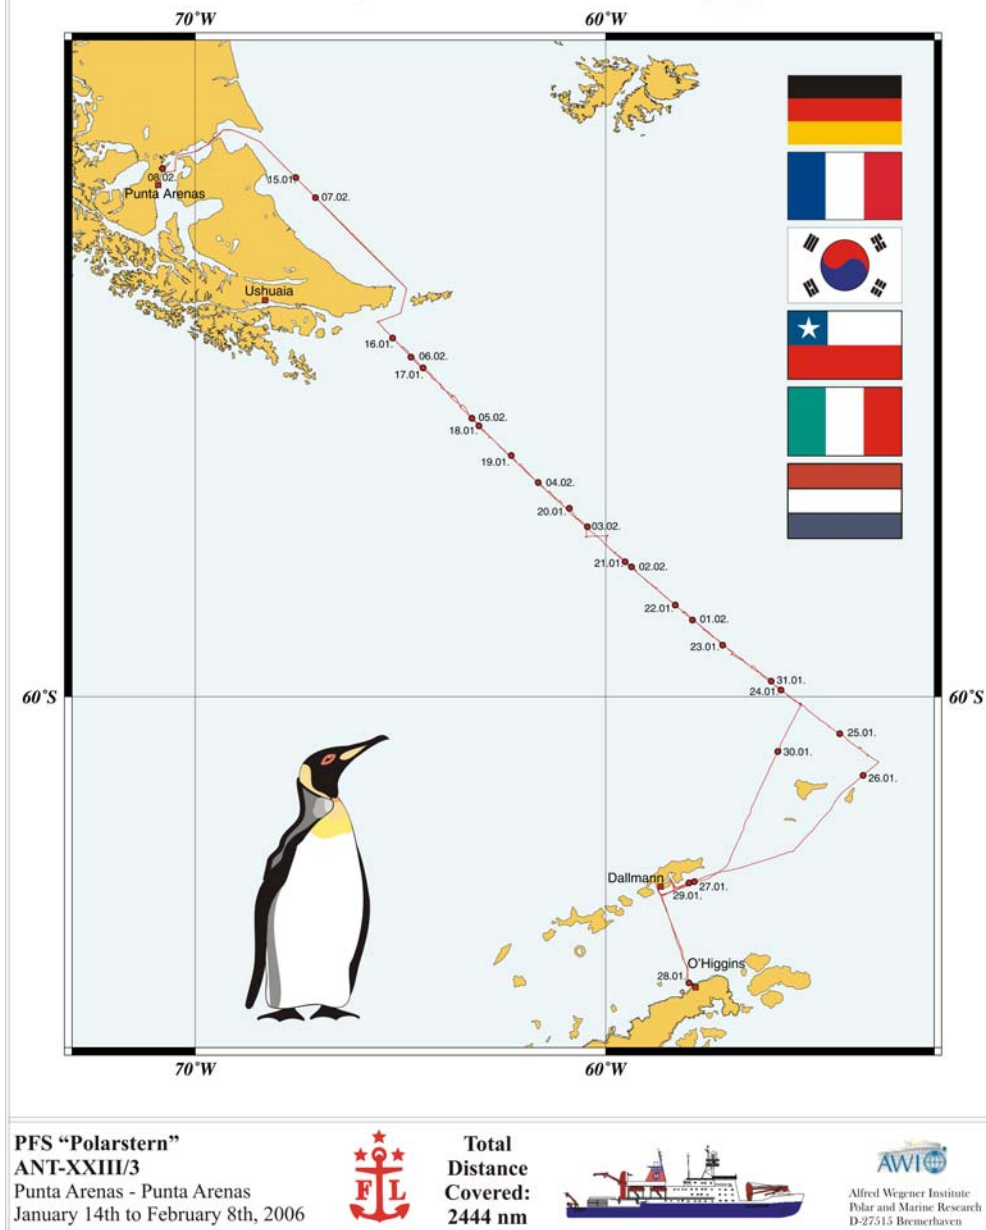 70°W
60°W
15.01.
08.02.
Punta Arenas
07.02.
Ushuaia
16.01.
06.02.
17.01.
05.02.
18.01.
19.01.
04.02.
20.01.
03.02.
21.01.
02.02.
22.01.
01.02.
23.01.
31.01.
24.01.
60°S
60°S
25.01.
30.01.
26.01.
Dallmann
27.01.
29.01.
O'Higgins
28.01.
70°W
60°W
PFS "Polarstern"
ANT-XXIII/3
Punta Arenas - Punta Arenas
January 14th to February 8th, 2006
F L
Total
Distance
Covered:
2444 nm
AWI
Alfred Wegener Institute
Polar and Marine Research
D-27515 Bremerhaven